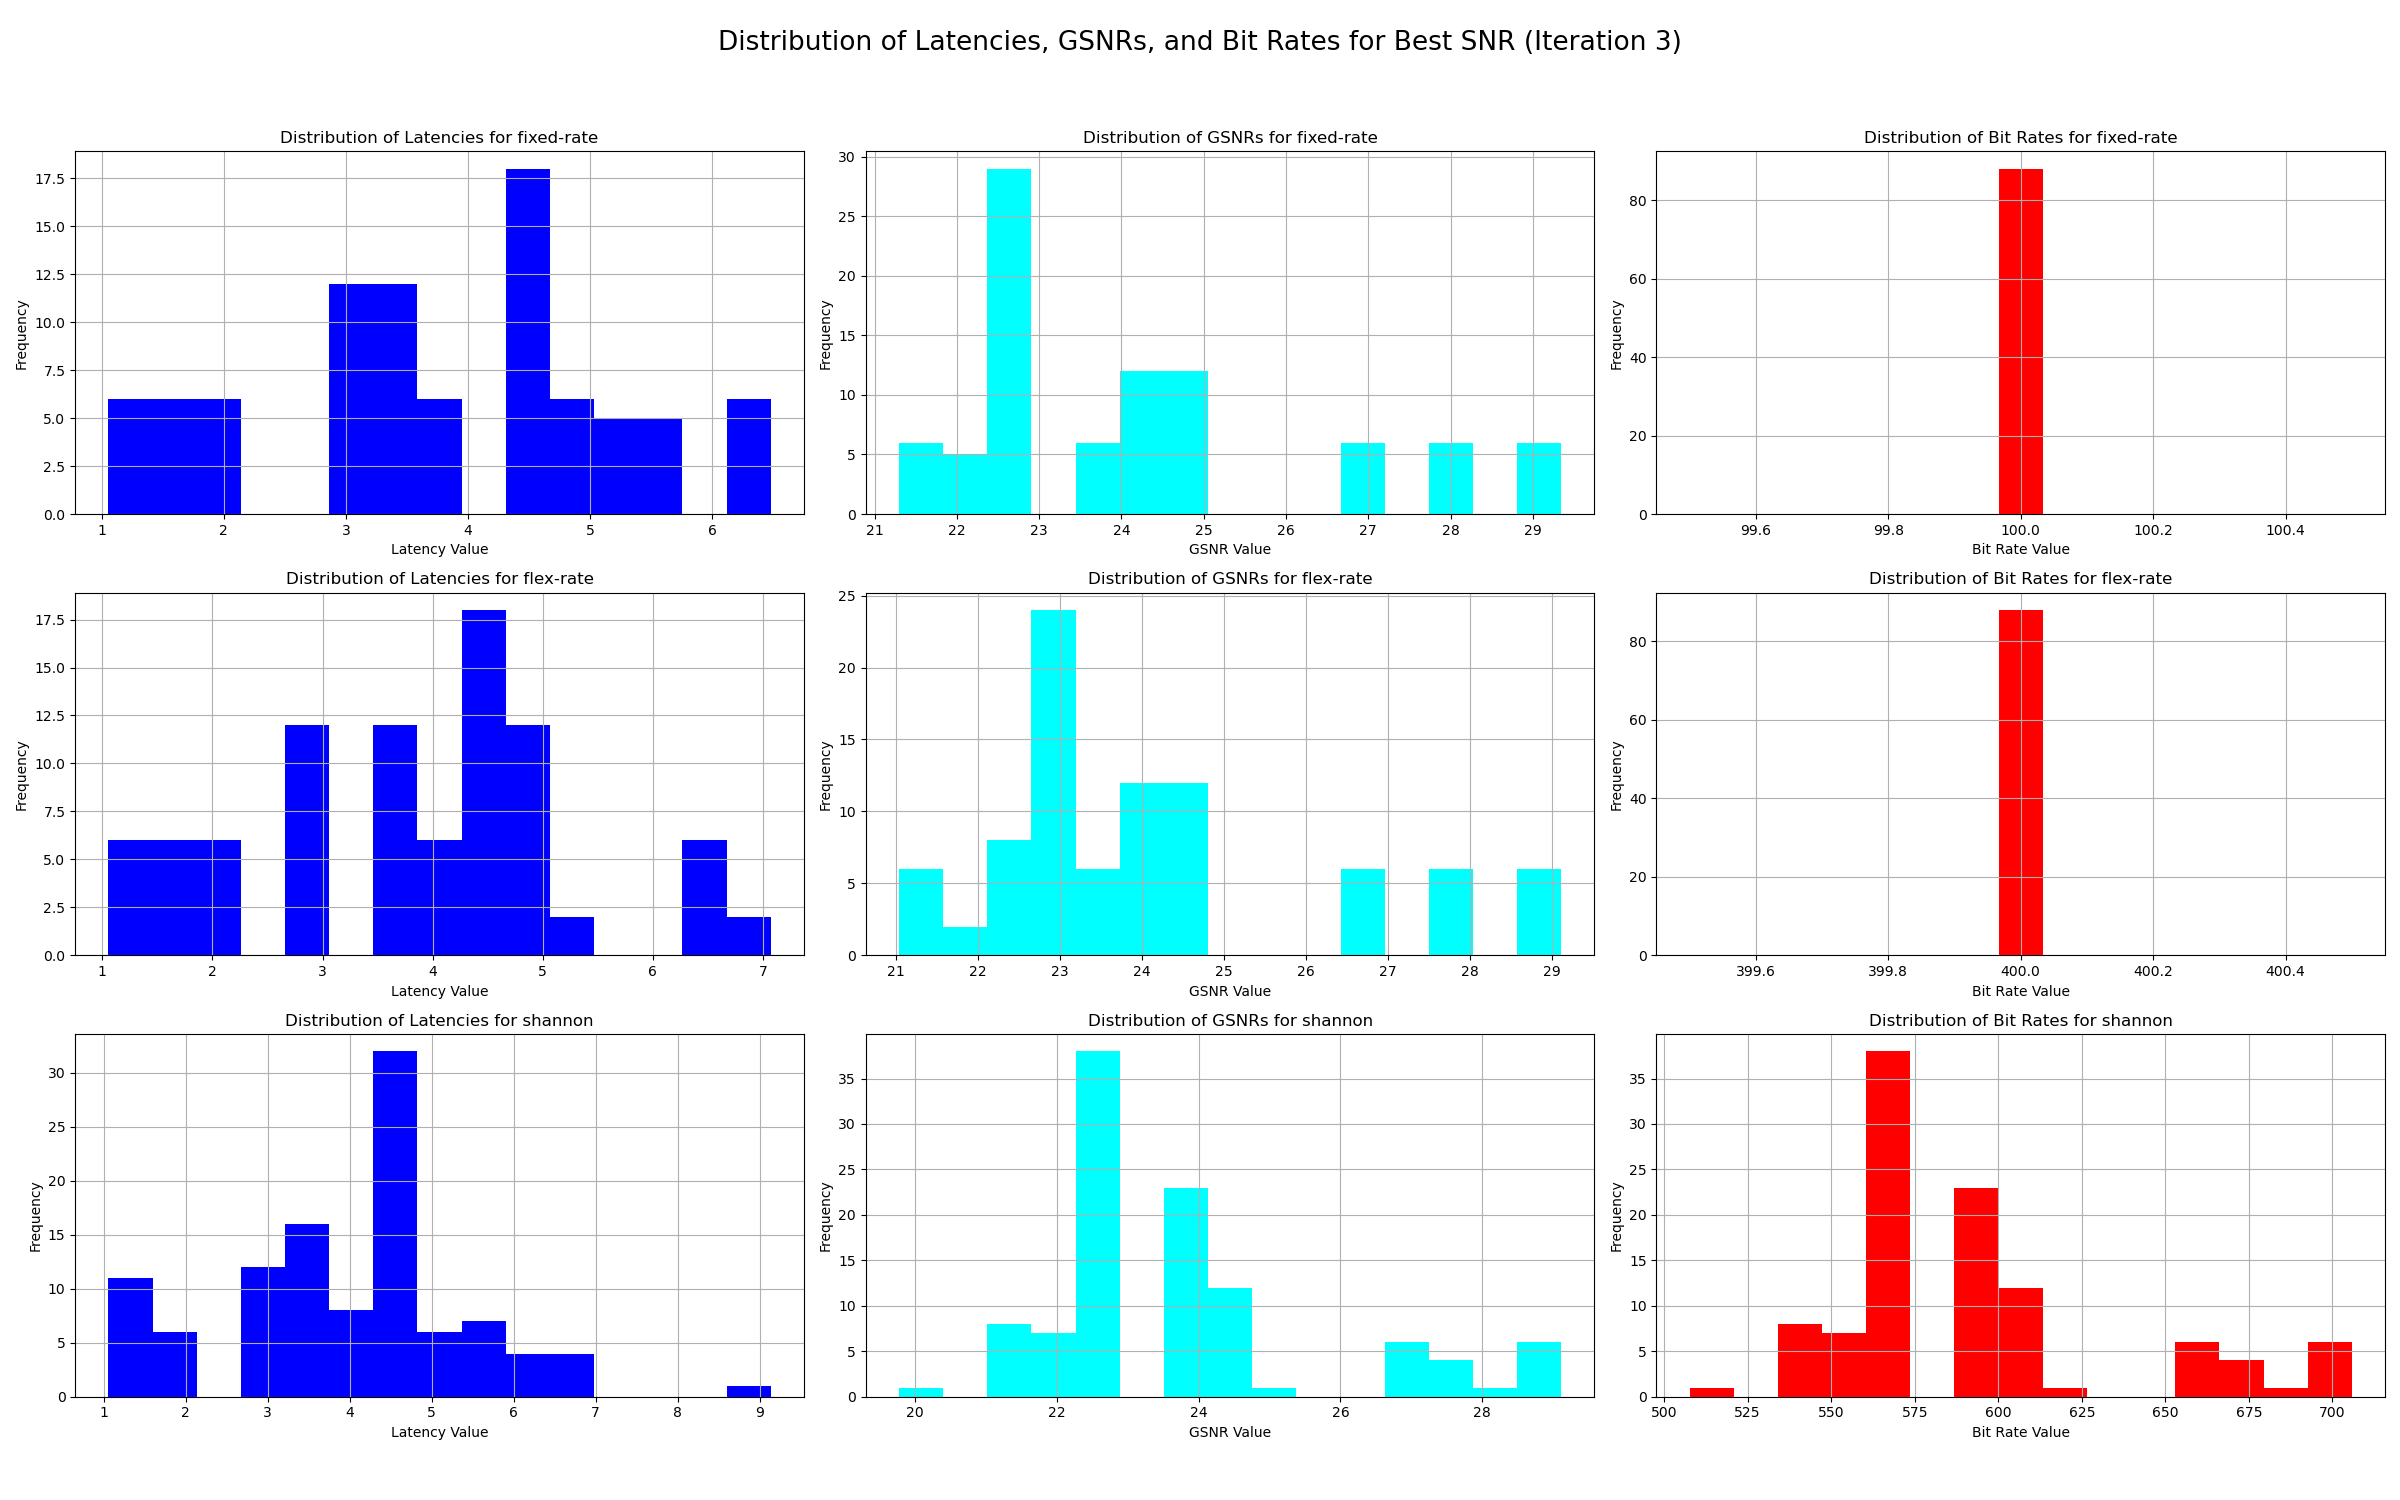 Distribution of Latencies, GSNRs, and Bit Rates for Best SNR (Iteration 3)
Distribution of Latencies for fixed-rate
Frequency
17.5
15.0
12.5
10.0
7.5
5.0
2.5
0.0
1 2 3 4 5 6
Latency Value
Distribution of GSNRs for fixed-rate
Frequency
30
25
20
15
10
5
0
21 22 23 24 25 26 27 28 29
GSNR Value
Distribution of Bit Rates for fixed-rate
Frequency
80
60
40
20
0
99.6 99.8 100.0 100.2 100.4
Bit Rate Value
Distribution of Latencies for flex-rate
Frequency
17.5
15.0
12.5
10.0
7.5
5.0
2.5
0.0
1 2 3 4 5 6 7
Latency Value
Distribution of GSNRs for flex-rate
Frequency
25
20
15
10
5
0
21 22 23 24 25 26 27 28 29
GSNR Value
Distribution of Bit Rates for flex-rate
Frequency
80
60
40
20
0
399.6 399.8 400.0 400.2 400.4
Bit Rate Value
Distribution of Latencies for shannon
Frequency
30
25
20
15
10
5
0
1 2 3 4 5 6 7 8 9
Latency Value
Distribution of GSNRs for shannon
Frequency
35
30
25
20
15
10
5
0
20 22 24 26 28
GSNR Value
Distribution of Bit Rates for shannon
Frequency
35
30
25
20
15
10
5
0
500 525 550 575 600 625 650 675 700
Bit Rate Value